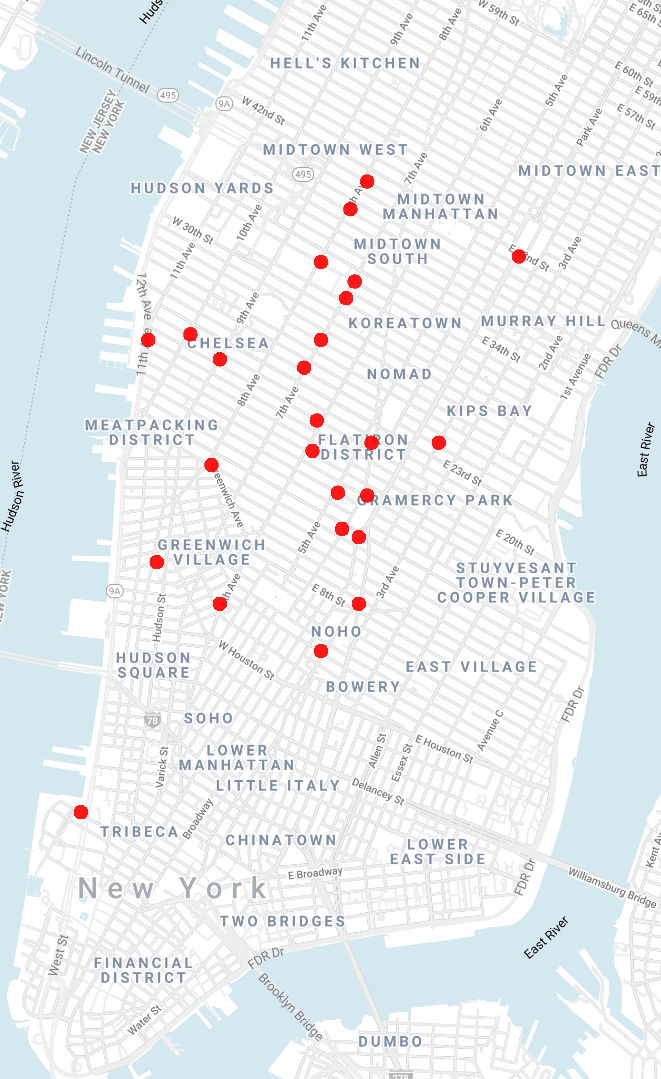 Huds
W 59th St
E 65th St
11th Ave
9th Ave
8th Ave
HELL'S KITCHEN
E 60th St
E 59th
5th Ave
Lincoln Tunnel
495
9A
W 42nd St
E 57th St
6th Ave
Park Ave
NEW JERSEY
NEW YORK
MIDTOWN WEST
7th Ave
495
MIDTOWN EAST
HUDSON YARDS
MIDTOWN
MANHATTAN
10th Ave
W 30th St
MIDTOWN
SOUTH
3rd Ave
11th Ave
12th Ave
9th Ave
KOREATOWN
MURRAY HILL
Queens M
CHELSEA
E 34th St
2nd Ave
FDR Dr
11th
NOMAD
1st Avenue
8th Ave
7th Ave
KIPS BAY
MEATPACKING
DISTRICT
FLATIRON
DISTRICT
East River
E 23rd St
Hudson River
GRAMERCY PARK
5th Ave
E 20th St
GREENWICH
VILLAGE
STUYVESANT
TOWN-PETER
COOPER VILLAGE
3rd Ave
9A
E 8th St
Hudson St
NOHO
W Houston St
HUDSON
SQUARE
EAST VILLAGE
BOWERY
FDR Dr
78
SOHO
Avenue C
LOWER
MANHATTAN
Allen St
Essex St
E Houston St
Varick St
LITTLE ITALY
Delancey St
Broadway
TRIBECA
CHINATOWN
LOWER
EAST SIDE
Kent Av
E Broadway
FDR Dr
Williamsburg Bridge
New York
TWO BRIDGES
East River
West St
FDR Dr
FINANCIAL
DISTRICT
Brooklyn Bridge
Water St
DUMBO
278